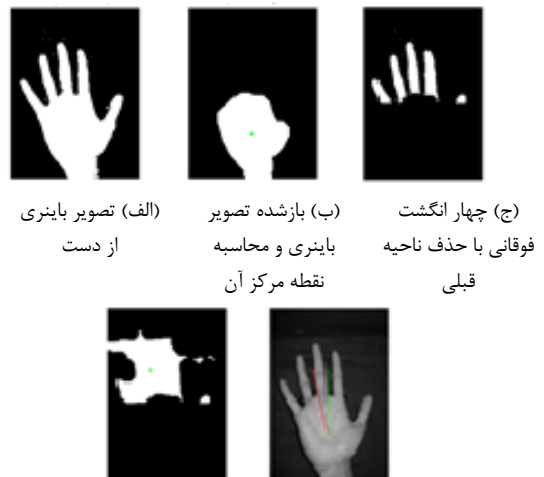 (الف) تصویر باینری
از دست
(ب) بازشده تصویر
باینری و محاسبه
نقطه مرکز آن
(ج) چهار انگشت
فوقانی با حذف ناحیه
قبلی